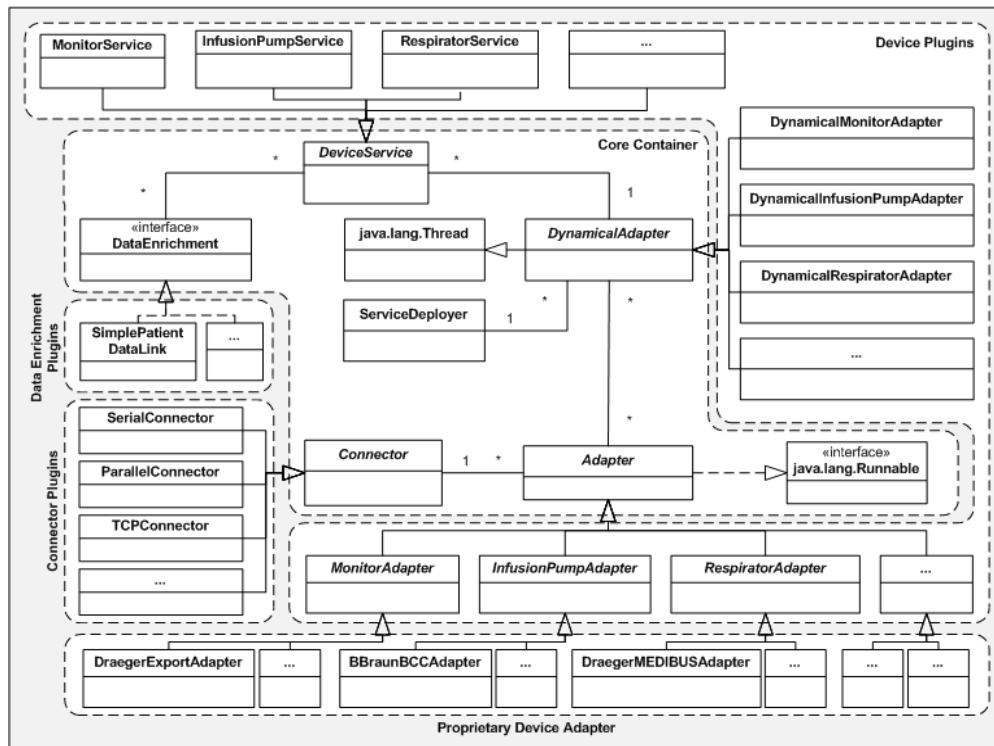 MonitorService
InfusionPumpService
RespiratorService
...
Device Plugins
DeviceService
Core Container
*
*
*
1
*
«interface»
DataEnrichment
java.lang.Thread
DynamicalAdapter
DynamicalMonitorAdapter
DynamicalInfusionPumpAdapter
DynamicalRespiratorAdapter
...
ServiceDeployer
1
*
*
Data Enrichment
Plugins
SimplePatient
DataLink
...
Connector Plugins
SerialConnector
ParallelConnector
TCPConnector
...
Connector
1
*
*
Adapter
«interface»
java.lang.Runnable
MonitorAdapter
InfusionPumpAdapter
RespiratorAdapter
...
DraegerExportAdapter
...
BBraunBCCAdapter
...
DraegerMEDIBUSAdapter
...
...
...
Proprietary Device Adapter